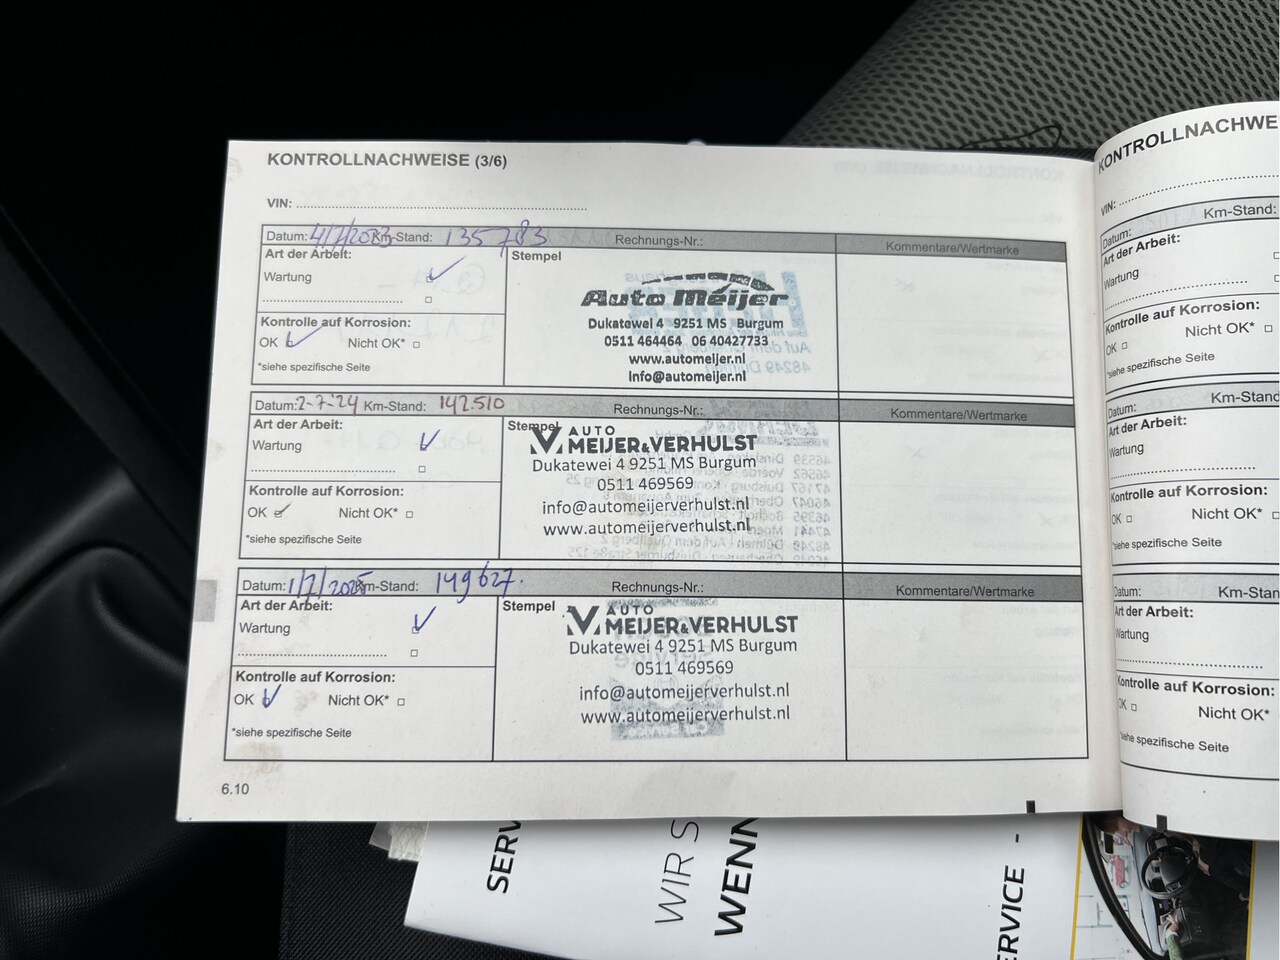 KONTROLLNACHWEISE (3/6)
VIN:
Datum: 4/7/2023 Km-Stand: 135783 Rechnungs-Nr.: Kommentare/Wertmarke
Art der Arbeit: Stempel
Wartung
Kontrolle auf Korrosion:
OK Nicht OK*
*siehe spezifische Seite
Auto Meijer
Dukatewei 4 9251 MS Burgum
0511 464464 06 40427733
www.automeijer.nl
Info@automeijer.nl
Datum: 2-7-'24 Km-Stand: 142.510 Rechnungs-Nr.: Kommentare/Wertmarke
Art der Arbeit: Stempel
Wartung
Kontrolle auf Korrosion:
OK Nicht OK*
*siehe spezifische Seite
AUTO
MEIJER&VERHULST
Dukatewei 4 9251 MS Burgum
0511 469569
info@automeijerverhulst.nl
www.automeijerverhulst.nl
Datum: 1/7/2025 Km-Stand: 149627. Rechnungs-Nr.: Kommentare/Wertmarke
Art der Arbeit: Stempel
Wartung
Kontrolle auf Korrosion:
OK Nicht OK*
*siehe spezifische Seite
AUTO
MEIJER&VERHULST
Dukatewei 4 9251 MS Burgum
0511 469569
info@automeijerverhulst.nl
www.automeijerverhulst.nl
6.10
KONTROLLNACHWE
VIN:
Datum: Km-Stand:
Art der Arbeit:
Wartung
Kontrolle auf Korrosion:
OK Nicht OK*
*siehe spezifische Seite
Datum: Km-Stand
Art der Arbeit:
Wartung
Kontrolle auf Korrosion:
OK Nicht OK*
*siehe spezifische Seite
Datum: Km-Stan
Art der Arbeit:
Wartung
Kontrolle auf Korrosion:
OK Nicht OK*
*siehe spezifische Seite
SERV
WIR S
WENN
ERVICE -